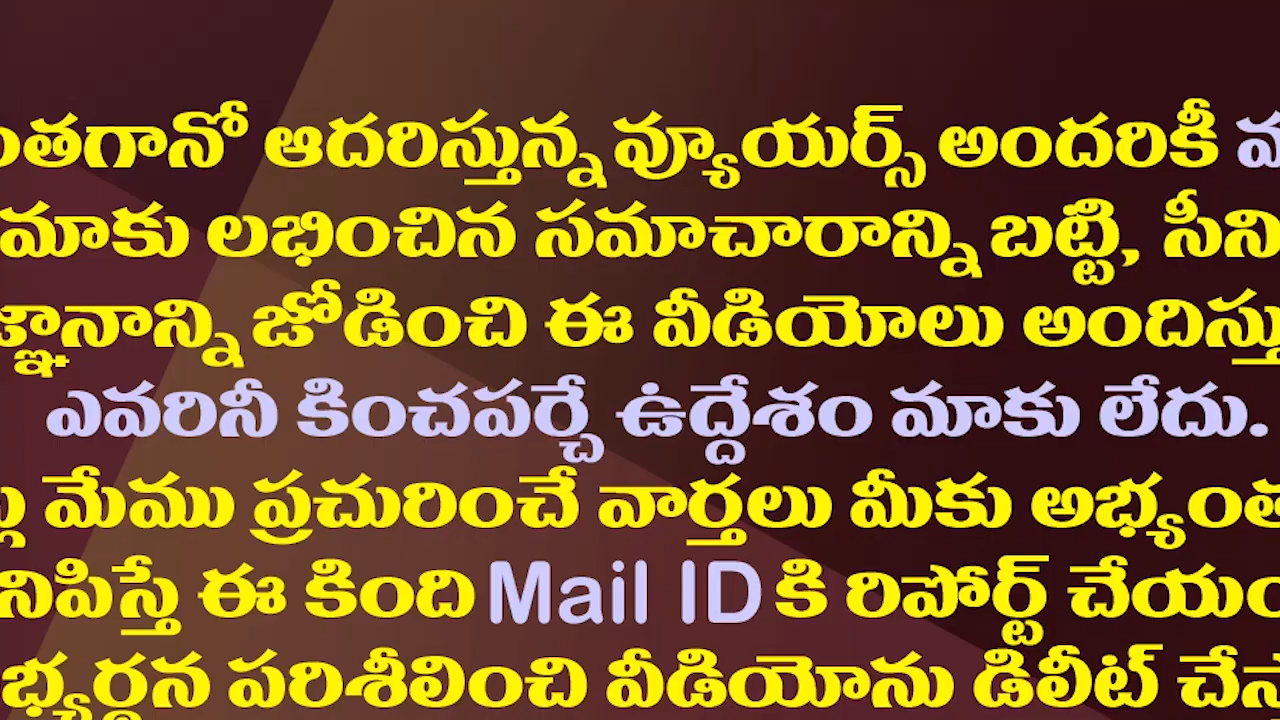 ంతగానో ఆదరిస్తున్న వ్యూయర్స్ అందరికీ
మాకు లభించిన సమాచారాన్ని బట్టి, సీని
జ్ఞానాన్ని జోడించి ఈ వీడియోలు అందిస్తు
ఎవరినీ కించపర్చే ఉద్దేశం మాకు లేదు.
మేము ప్రచురించే వార్తలు మీకు అభ్యంత
నిపిస్తే ఈ కింది Mail ID కి రిపోర్ట్ చేయం
భ్యర్థన పరిశీలించి వీడియోను డిలీట్ చేస